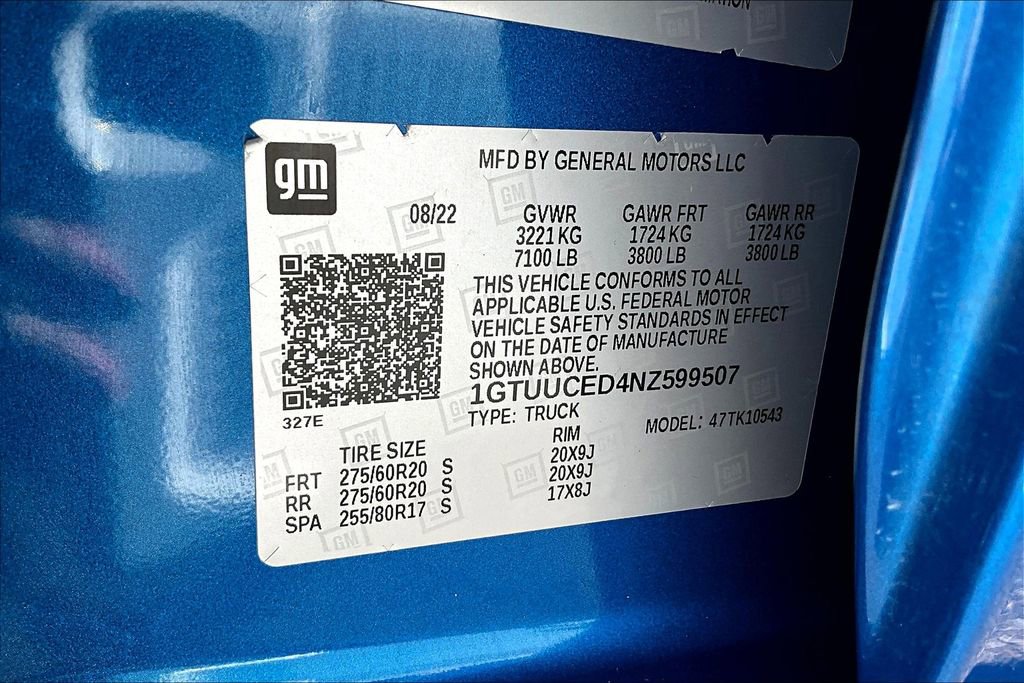 gm
MFD BY GENERAL MOTORS LLC
08/22 GVWR GAWR FRT GAWR RR
3221 KG 1724 KG 1724 KG
7100 LB 3800 LB 3800 LB
THIS VEHICLE CONFORMS TO ALL
APPLICABLE U.S. FEDERAL MOTOR
VEHICLE SAFETY STANDARDS IN EFFECT
ON THE DATE OF MANUFACTURE
SHOWN ABOVE.
1GTUUCED4NZ599507
327E
TYPE: TRUCK MODEL: 47TK10543
TIRE SIZE RIM
FRT 275/60R20 S 20X9J
RR 275/60R20 S 20X9J
SPA 255/80R17 S 17X8J